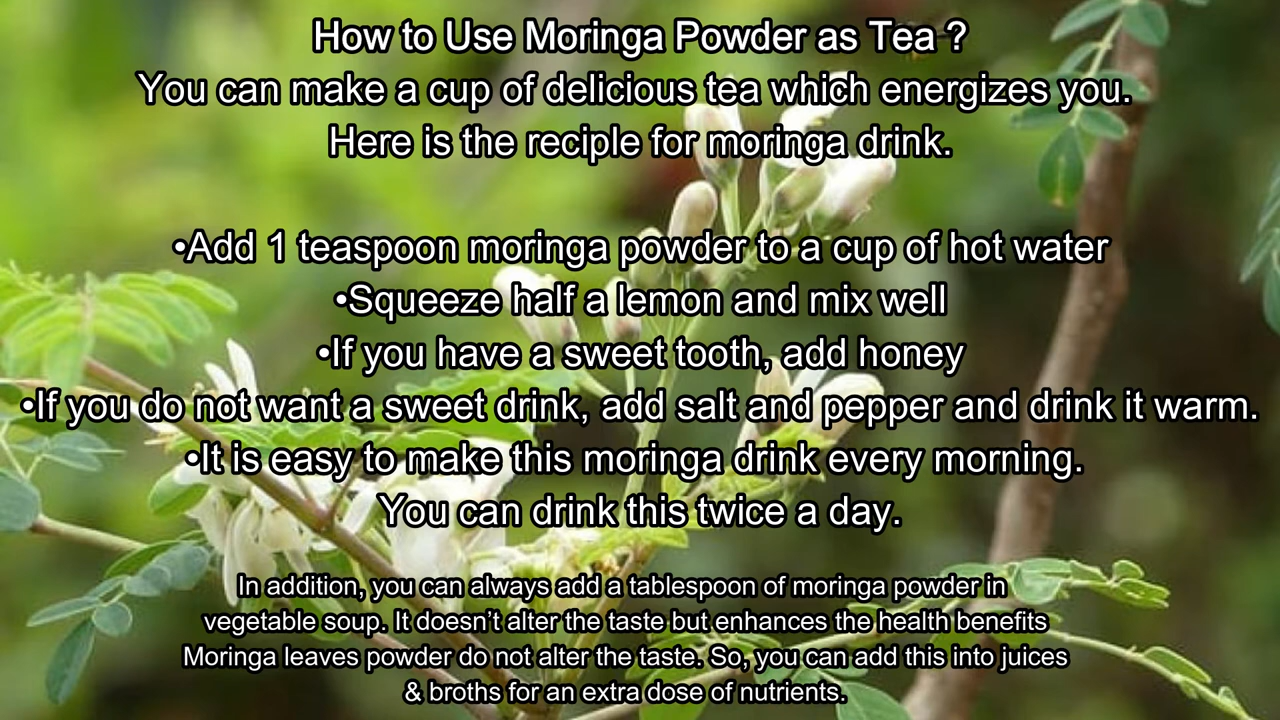 How to Use Moringa Powder as Tea ?
You can make a cup of delicious tea which energizes you.
Here is the reciple for moringa drink.
•Add 1 teaspoon moringa powder to a cup of hot water
•Squeeze half a lemon and mix well
•If you have a sweet tooth, add honey
•If you do not want a sweet drink, add salt and pepper and drink it warm.
•It is easy to make this moringa drink every morning.
You can drink this twice a day.
In addition, you can always add a tablespoon of moringa powder in
vegetable soup. It doesn’t alter the taste but enhances the health benefits
Moringa leaves powder do not alter the taste. So, you can add this into juices
& broths for an extra dose of nutrients.